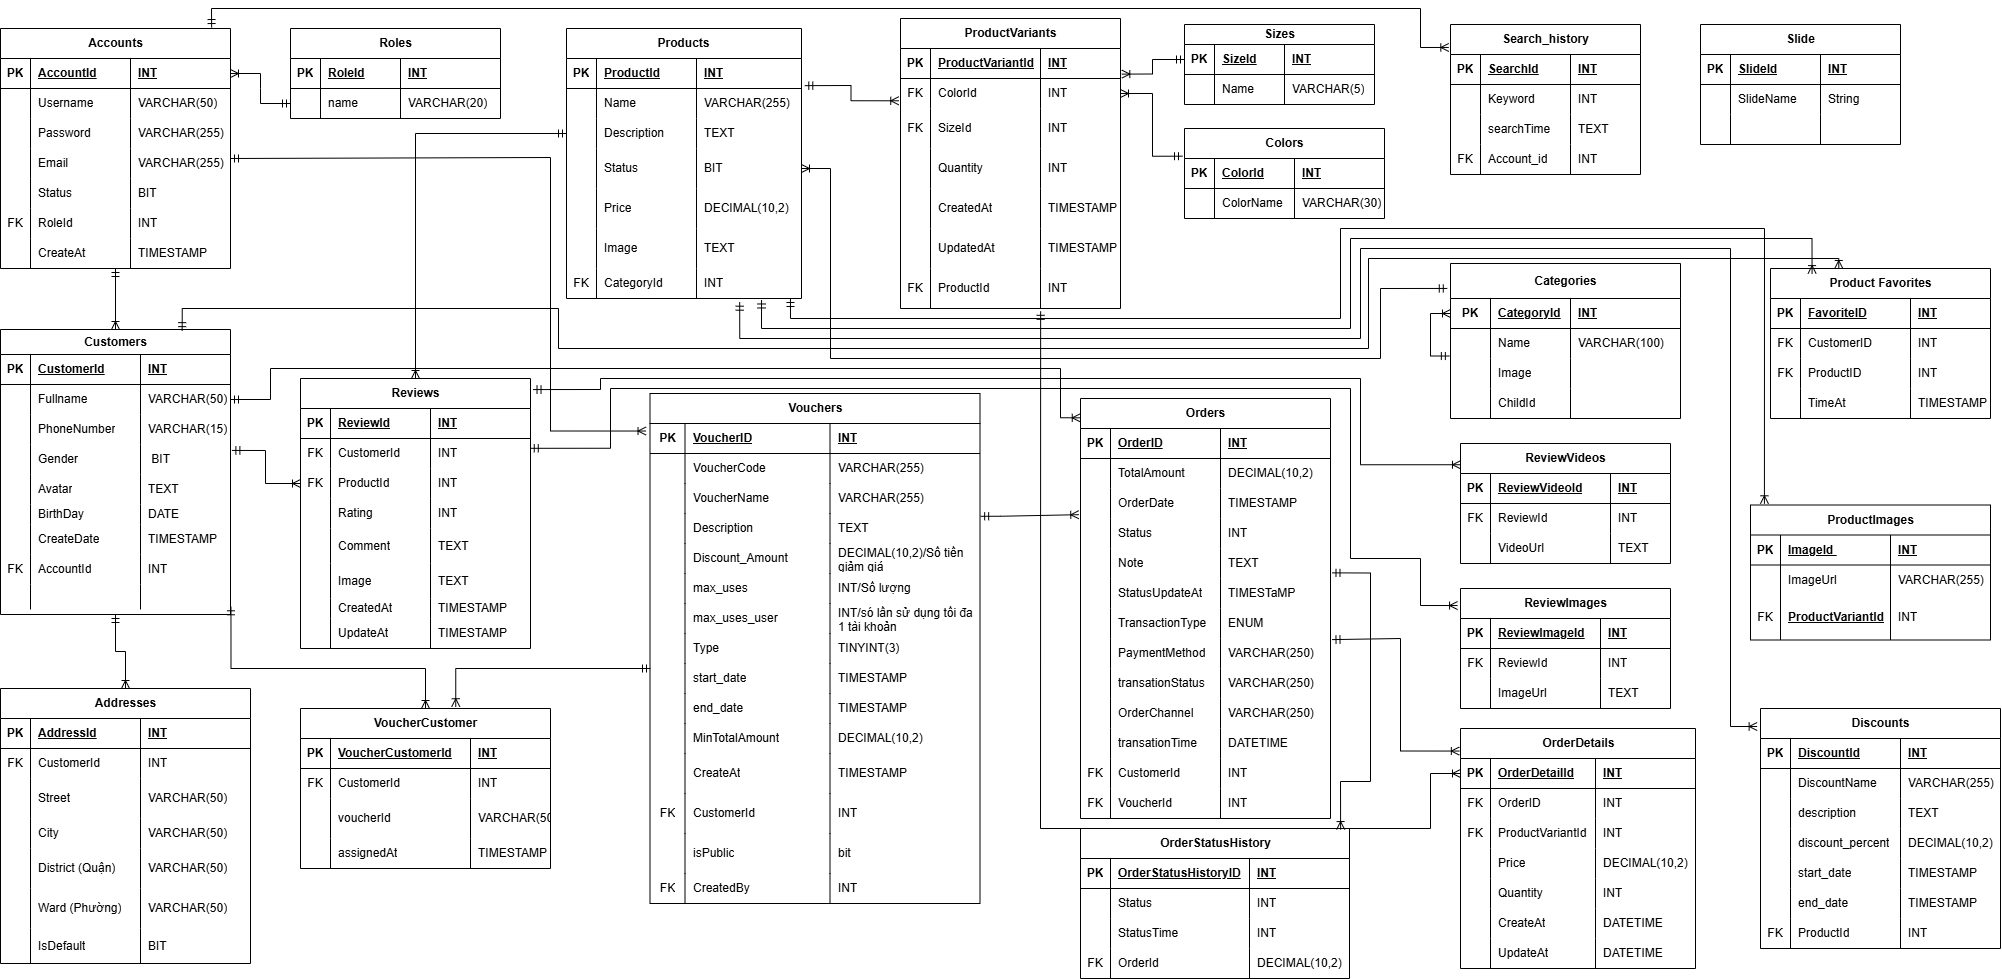 Accounts
PK AccountId INT
Username VARCHAR(50)
Password VARCHAR(255)
Email VARCHAR(255)
Status BIT
FK RoleId INT
CreateAt TIMESTAMP
Roles
PK RoleId INT
name VARCHAR(20)
Products
PK ProductId INT
Name VARCHAR(255)
Description TEXT
Status BIT
Price DECIMAL(10,2)
Image TEXT
FK CategoryId INT
ProductVariants
PK ProductVariantId INT
FK ColorId INT
FK SizeId INT
Quantity INT
CreatedAt TIMESTAMP
UpdatedAt TIMESTAMP
FK ProductId INT
Sizes
PK SizeId INT
Name VARCHAR(5)
Colors
PK ColorId INT
ColorName VARCHAR(30)
Search_history
PK SearchId INT
Keyword INT
searchTime TEXT
FK Account_id INT
Slide
PK SlideId INT
SlideName String
Customers
PK CustomerId INT
Fullname VARCHAR(50)
PhoneNumber VARCHAR(15)
Gender BIT
Avatar TEXT
BirthDay DATE
CreateDate TIMESTAMP
FK AccountId INT
Reviews
PK ReviewId INT
FK CustomerId INT
FK ProductId INT
Rating INT
Comment TEXT
Image TEXT
CreatedAt TIMESTAMP
UpdateAt TIMESTAMP
Vouchers
PK VoucherID INT
VoucherCode VARCHAR(255)
VoucherName VARCHAR(255)
Description TEXT
Discount_Amount DECIMAL(10,2)/Số tiền
giảm giá
max_uses INT/Số lượng
max_uses_user INT/số lần sử dụng tối đa
1 tài khoản
Type TINYINT(3)
start_date TIMESTAMP
end_date TIMESTAMP
MinTotalAmount DECIMAL(10,2)
CreateAt TIMESTAMP
FK CustomerId INT
isPublic bit
FK CreatedBy INT
Orders
PK OrderID INT
TotalAmount DECIMAL(10,2)
OrderDate TIMESTAMP
Status INT
Note TEXT
StatusUpdateAt TIMESTaMP
TransactionType ENUM
PaymentMethod VARCHAR(250)
transationStatus VARCHAR(250)
OrderChannel VARCHAR(250)
transationTime DATETIME
FK CustomerId INT
FK VoucherId INT
Categories
PK CategoryId INT
Name VARCHAR(100)
Image
ChildId
Product Favorites
PK FavoriteID INT
FK CustomerID INT
FK ProductID INT
TimeAt TIMESTAMP
ReviewVideos
PK ReviewVideoId INT
FK ReviewId INT
VideoUrl TEXT
ProductImages
PK ImageId INT
ImageUrl VARCHAR(255)
FK ProductVariantId INT
ReviewImages
PK ReviewImageId INT
FK ReviewId INT
ImageUrl TEXT
Addresses
PK AddressId INT
FK CustomerId INT
Street VARCHAR(50)
City VARCHAR(50)
District (Quận) VARCHAR(50)
Ward (Phường) VARCHAR(50)
IsDefault BIT
VoucherCustomer
PK VoucherCustomerId INT
FK CustomerId INT
voucherId VARCHAR(50
assignedAt TIMESTAMP
OrderStatusHistory
PK OrderStatusHistoryID INT
Status INT
StatusTime INT
FK OrderId DECIMAL(10,2)
OrderDetails
PK OrderDetailId INT
FK OrderID INT
FK ProductVariantId INT
Price DECIMAL(10,2)
Quantity INT
CreateAt DATETIME
UpdateAt DATETIME
Discounts
PK DiscountId INT
DiscountName VARCHAR(255)
description TEXT
discount_percent DECIMAL(10,2)
start_date TIMESTAMP
end_date TIMESTAMP
FK ProductId INT